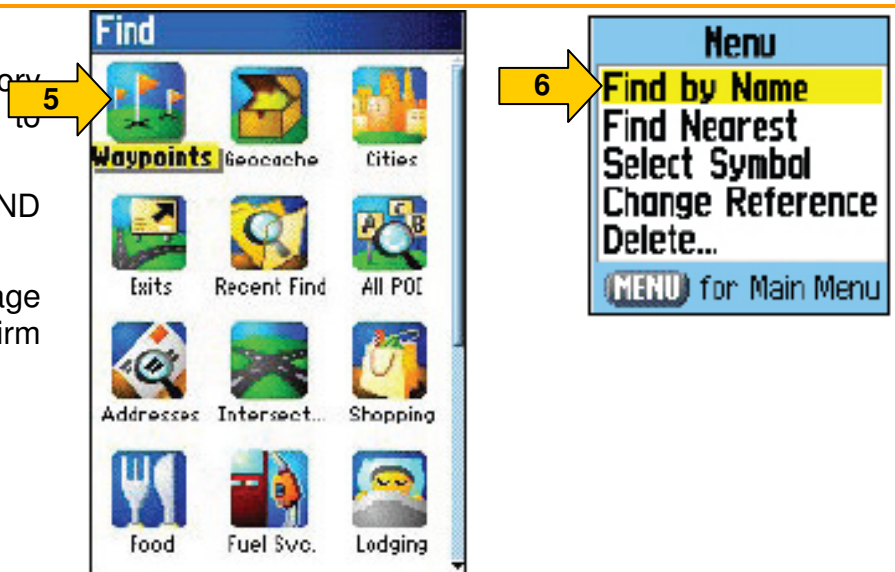 ory
to
ND
age
irm
5
Find
Waypoints Geocache Cities
Exits Recent Find All POI
Addresses Intersect... Shopping
Food Fuel Svc. Lodging
6
Menu
Find by Name
Find Nearest
Select Symbol
Change Reference
Delete...
MENU for Main Menu